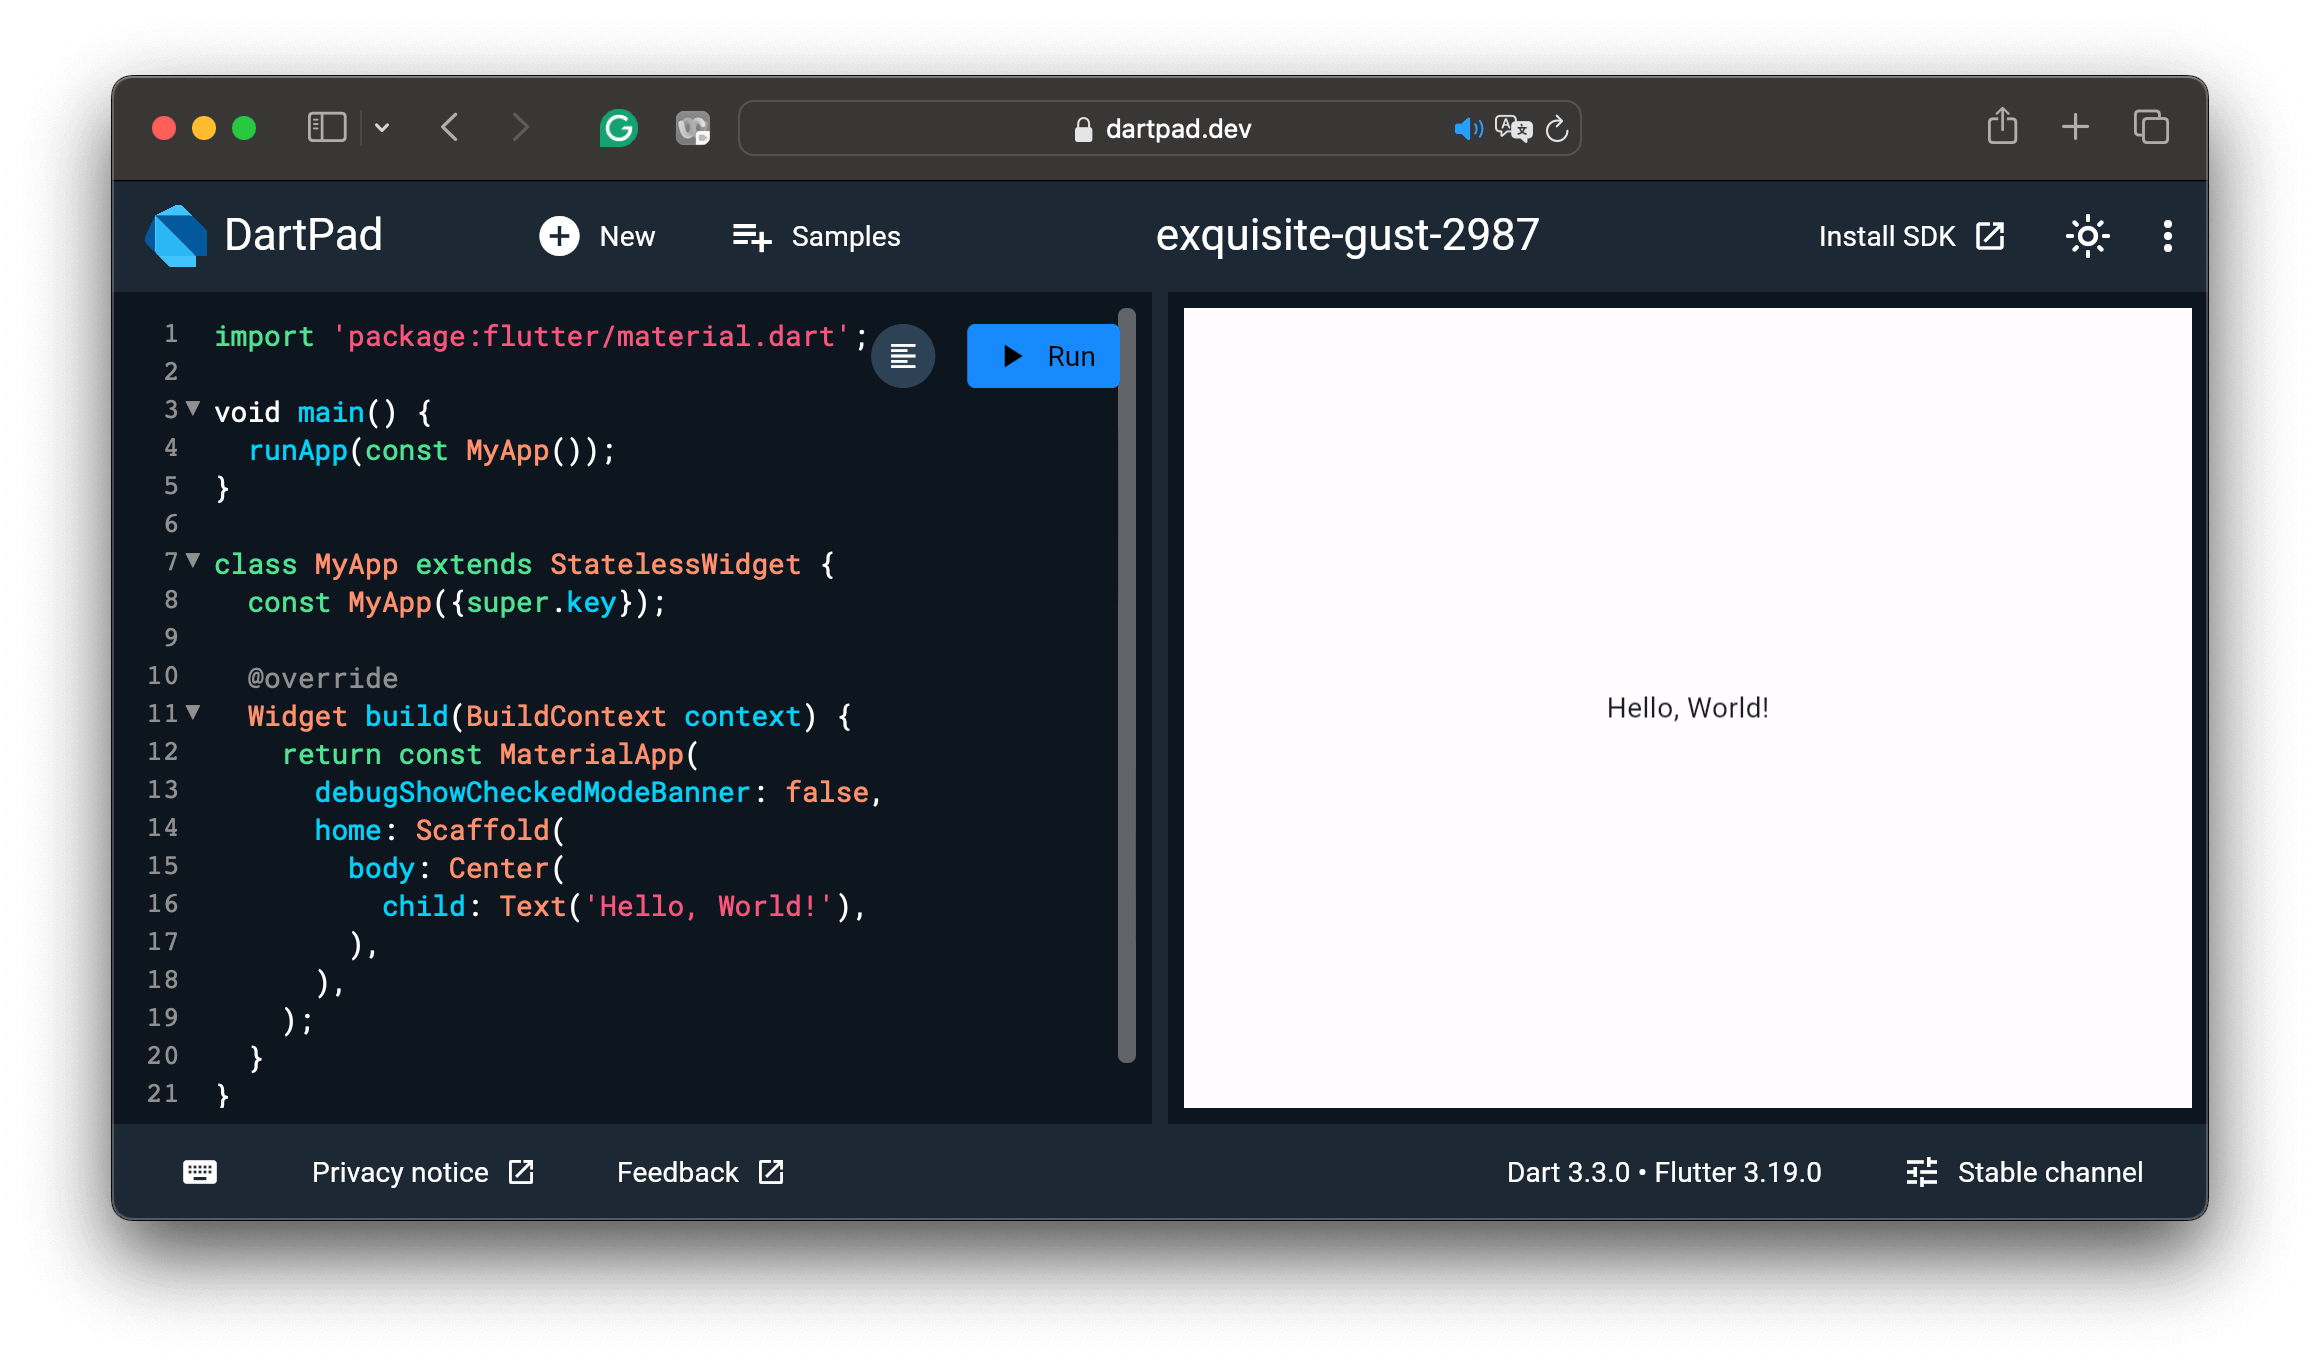 dartpad.dev
DartPad
New
Samples
exquisite-gust-2987
Install SDK
1 import 'package:flutter/material.dart';
Run
2
3 void main() {
4   runApp(const MyApp());
5 }
6
7 class MyApp extends StatelessWidget {
8   const MyApp({super.key});
9
10   @override
11   Widget build(BuildContext context) {
12     return const MaterialApp(
13       debugShowCheckedModeBanner: false,
14       home: Scaffold(
15         body: Center(
16           child: Text('Hello, World!'),
17         ),
18       ),
19     );
20   }
21 }
Hello, World!
Privacy notice
Feedback
Dart 3.3.0 • Flutter 3.19.0
Stable channel